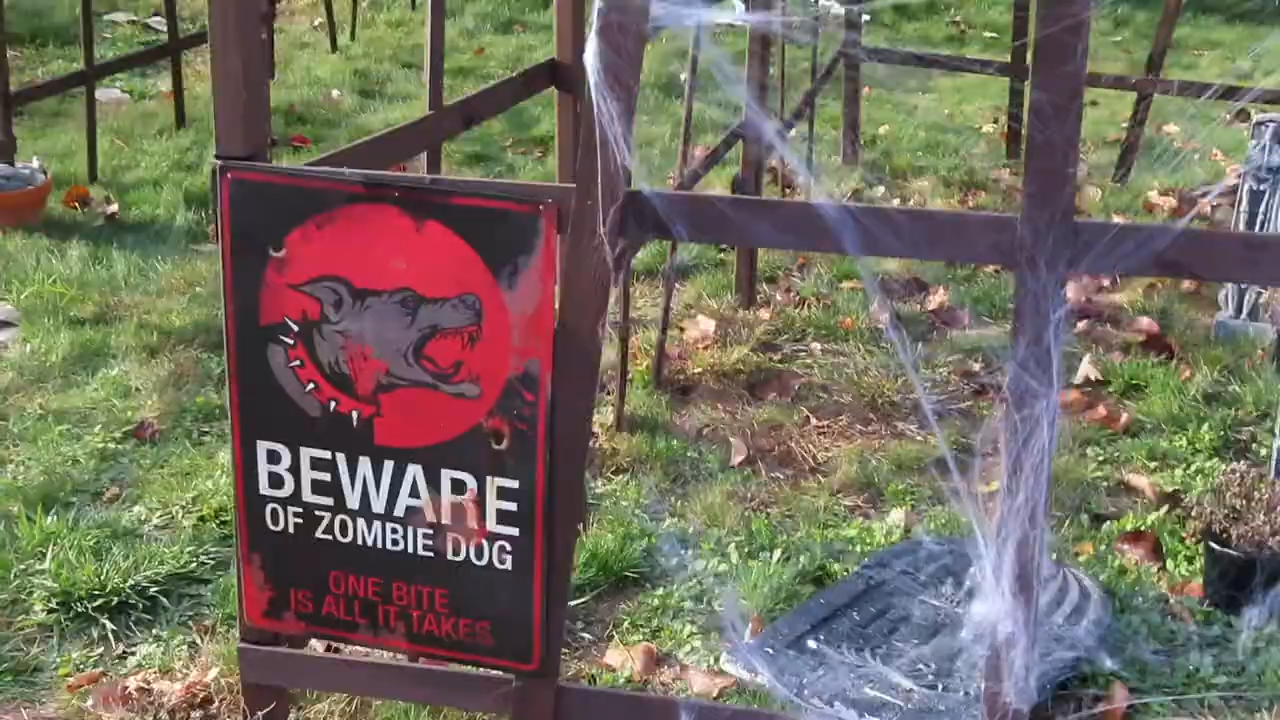 BEWARE
OF ZOMBIE DOG
ONE BITE
IS ALL IT TAKES